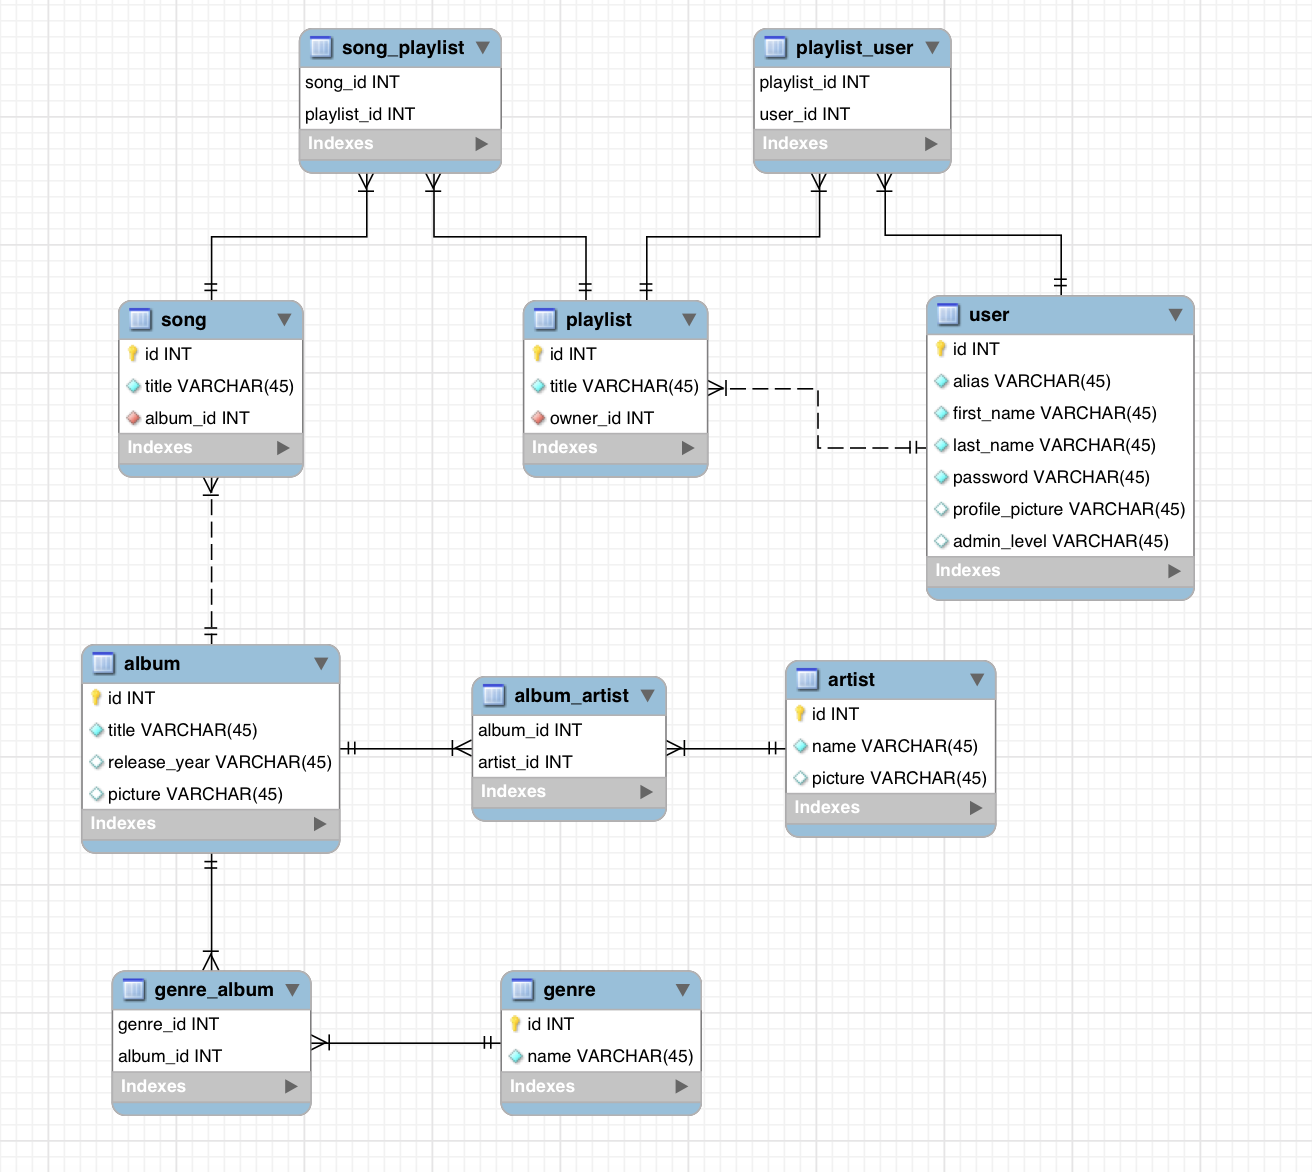 song_playlist
song_id INT
playlist_id INT
Indexes
playlist_user
playlist_id INT
user_id INT
Indexes
song
id INT
title VARCHAR(45)
album_id INT
Indexes
playlist
id INT
title VARCHAR(45)
owner_id INT
Indexes
user
id INT
alias VARCHAR(45)
first_name VARCHAR(45)
last_name VARCHAR(45)
password VARCHAR(45)
profile_picture VARCHAR(45)
admin_level VARCHAR(45)
Indexes
album
id INT
title VARCHAR(45)
release_year VARCHAR(45)
picture VARCHAR(45)
Indexes
album_artist
album_id INT
artist_id INT
Indexes
artist
id INT
name VARCHAR(45)
picture VARCHAR(45)
Indexes
genre_album
genre_id INT
album_id INT
Indexes
genre
id INT
name VARCHAR(45)
Indexes